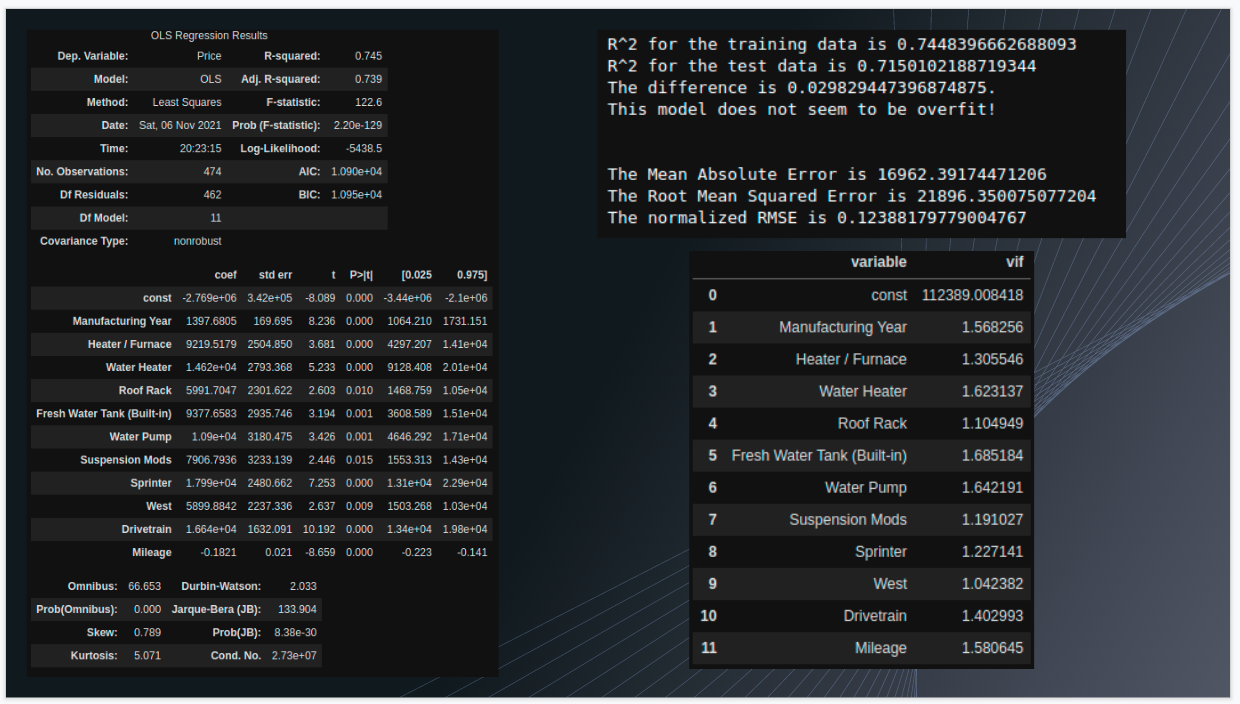 OLS Regression Results
Dep. Variable: Price R-squared: 0.745
Model: OLS Adj. R-squared: 0.739
Method: Least Squares F-statistic: 122.6
Date: Sat, 06 Nov 2021 Prob (F-statistic): 2.20e-129
Time: 20:23:15 Log-Likelihood: -5438.5
No. Observations: 474 AIC: 1.090e+04
Df Residuals: 462 BIC: 1.095e+04
Df Model: 11
Covariance Type: nonrobust
coef std err t P>|t| [0.025 0.975]
const -2.769e+06 3.42e+05 -8.089 0.000 -3.44e+06 -2.1e+06
Manufacturing Year 1397.6805 169.695 8.236 0.000 1064.210 1731.151
Heater / Furnace 9219.5179 2504.850 3.681 0.000 4297.207 1.41e+04
Water Heater 1.462e+04 2793.368 5.233 0.000 9128.408 2.01e+04
Roof Rack 5991.7047 2301.622 2.603 0.010 1468.759 1.05e+04
Fresh Water Tank (Built-in) 9377.6583 2935.746 3.194 0.001 3608.589 1.51e+04
Water Pump 1.09e+04 3180.475 3.426 0.001 4646.292 1.71e+04
Suspension Mods 7906.7936 3233.139 2.446 0.015 1553.313 1.43e+04
Sprinter 1.799e+04 2480.662 7.253 0.000 1.31e+04 2.29e+04
West 5899.8842 2237.336 2.637 0.009 1503.268 1.03e+04
Drivetrain 1.664e+04 1632.091 10.192 0.000 1.34e+04 1.98e+04
Mileage -0.1821 0.021 -8.659 0.000 -0.223 -0.141
Omnibus: 66.653 Durbin-Watson: 2.033
Prob(Omnibus): 0.000 Jarque-Bera (JB): 133.904
Skew: 0.789 Prob(JB): 8.38e-30
Kurtosis: 5.071 Cond. No. 2.73e+07
R^2 for the training data is 0.7448396662688093
R^2 for the test data is 0.7150102188719344
The difference is 0.029829447396874875.
This model does not seem to be overfit!
The Mean Absolute Error is 16962.39174471206
The Root Mean Squared Error is 21896.350075077204
The normalized RMSE is 0.12388179779004767
variable vif
0 const 112389.008418
1 Manufacturing Year 1.568256
2 Heater / Furnace 1.305546
3 Water Heater 1.623137
4 Roof Rack 1.104949
5 Fresh Water Tank (Built-in) 1.685184
6 Water Pump 1.642191
7 Suspension Mods 1.191027
8 Sprinter 1.227141
9 West 1.042382
10 Drivetrain 1.402993
11 Mileage 1.580645